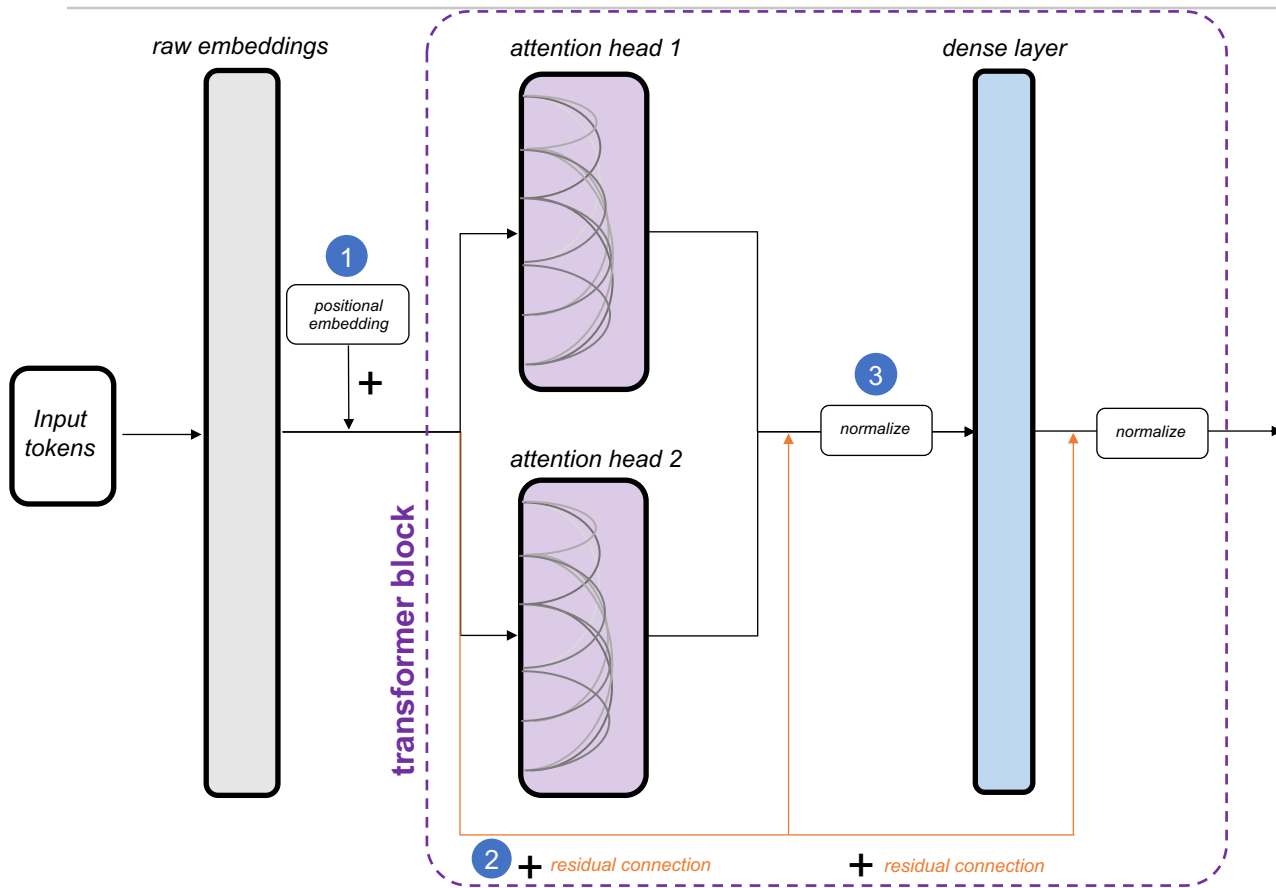 raw embeddings
attention head 1
dense layer
1
positional
embedding
+
3
Input
tokens
normalize
normalize
attention head 2
transformer block
2
+ residual connection
+ residual connection